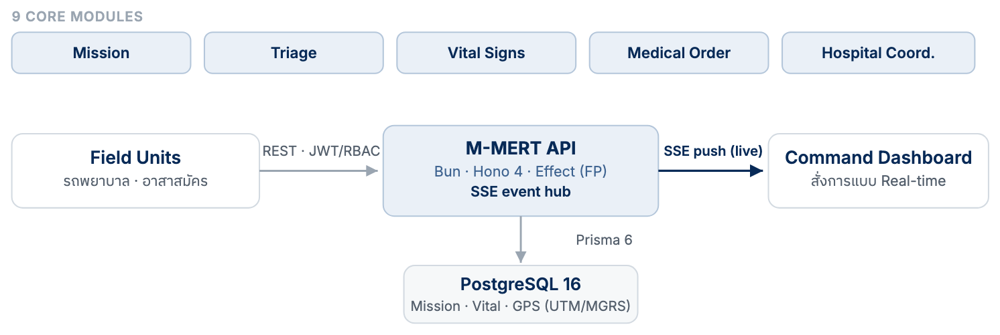 9 CORE MODULES
Mission
Triage
Vital Signs
Medical Order
Hospital Coord.
Field Units
รถพยาบาล · อาสาสมัคร
REST · JWT/RBAC
M-MERT API
Bun · Hono 4 · Effect (FP)
SSE event hub
SSE push (live)
Command Dashboard
สั่งการแบบ Real-time
Prisma 6
PostgreSQL 16
Mission · Vital · GPS (UTM/MGRS)